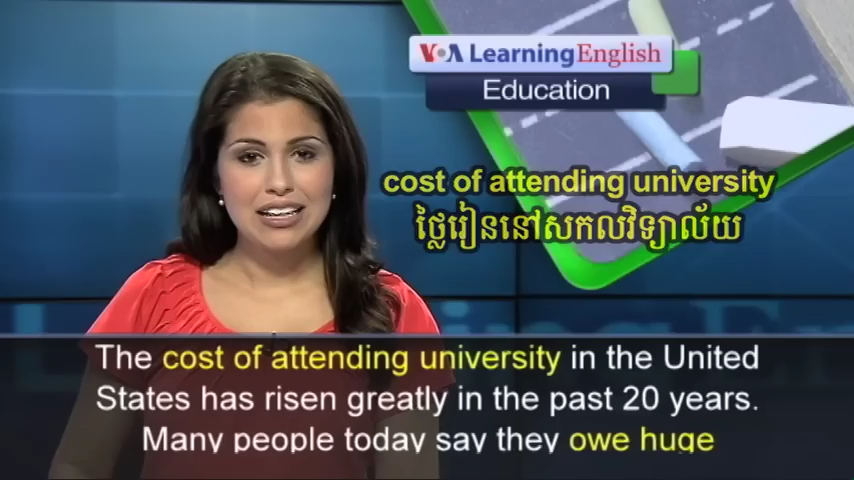 VOA Learning English
Education
cost of attending university
ថ្លៃរៀននៅសកលវិទ្យាល័យ
The cost of attending university in the United
States has risen greatly in the past 20 years.
Many people today say they owe huge